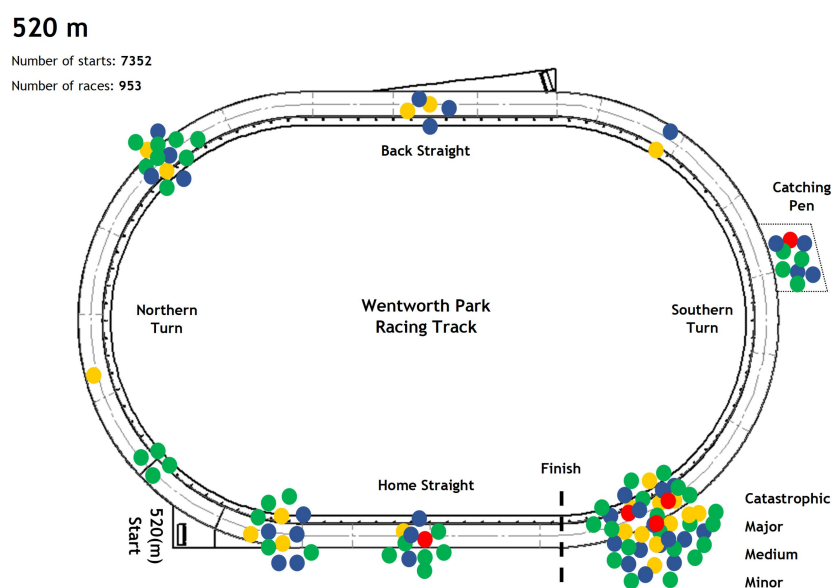 520 m
Number of starts: 7352
Number of races: 953
Back Straight
Catching
Pen
Northern
Turn
Wentworth Park
Racing Track
Southern
Turn
Finish
Home Straight
520(m)
Start
Catastrophic
Major
Medium
Minor